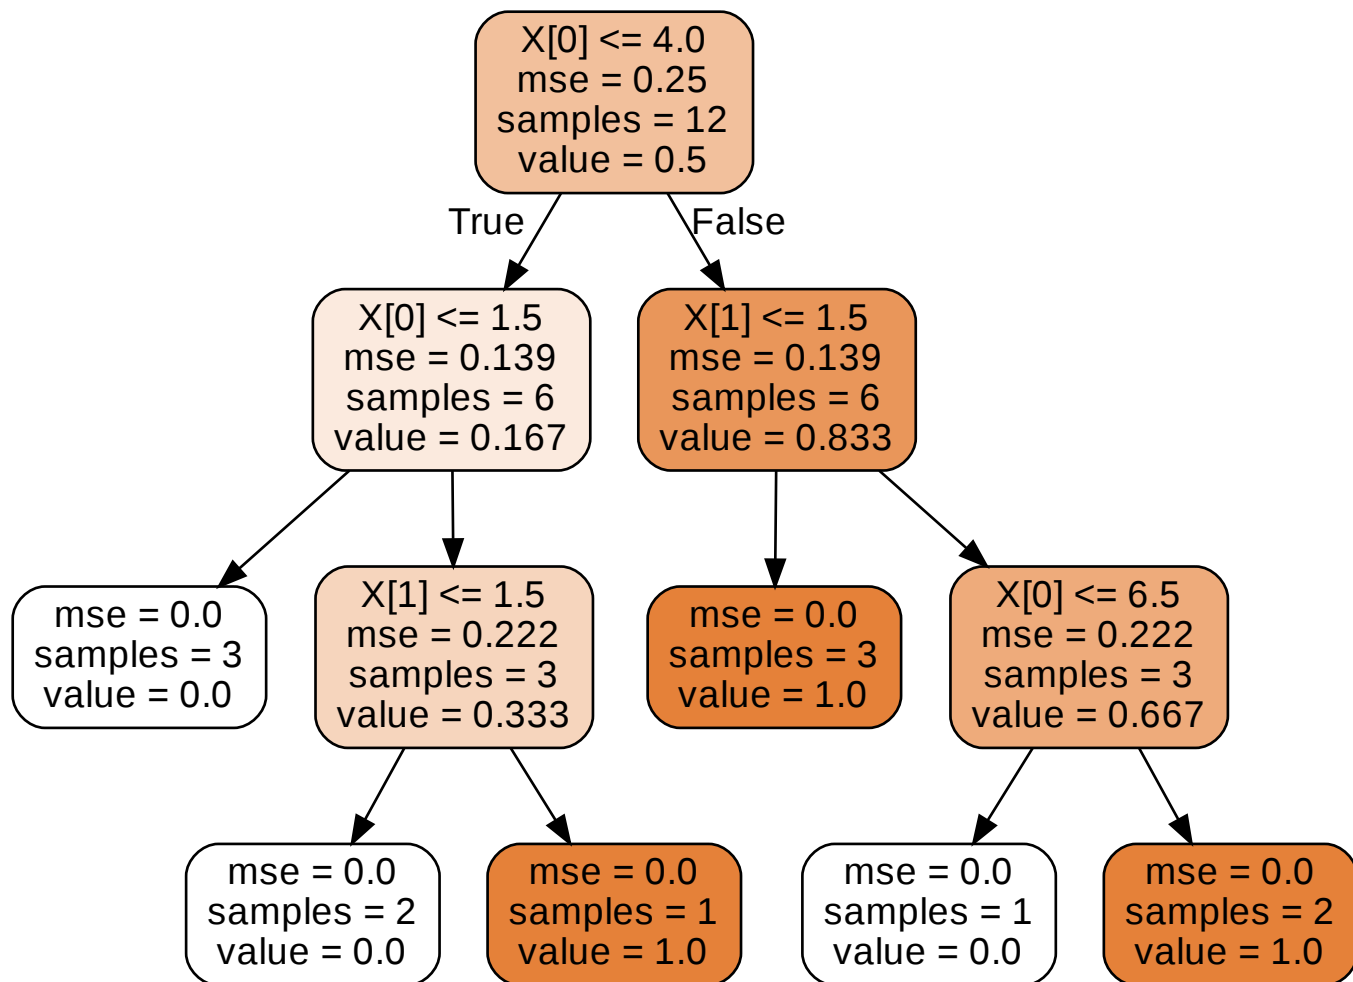 X[0] <= 4.0
mse = 0.25
samples = 12
value = 0.5
True
False
X[0] <= 1.5
mse = 0.139
samples = 6
value = 0.167
X[1] <= 1.5
mse = 0.139
samples = 6
value = 0.833
mse = 0.0
samples = 3
value = 0.0
X[1] <= 1.5
mse = 0.222
samples = 3
value = 0.333
mse = 0.0
samples = 3
value = 1.0
X[0] <= 6.5
mse = 0.222
samples = 3
value = 0.667
mse = 0.0
samples = 2
value = 0.0
mse = 0.0
samples = 1
value = 1.0
mse = 0.0
samples = 1
value = 0.0
mse = 0.0
samples = 2
value = 1.0